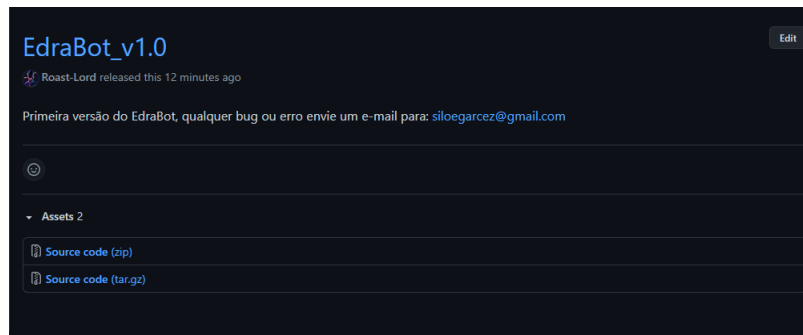 EdraBot_v1.0
Edit
Roast-Lord released this 12 minutes ago
Primeira versão do EdraBot, qualquer bug ou erro envie um e-mail para: siloegarcez@gmail.com
Assets 2
Source code (zip)
Source code (tar.gz)